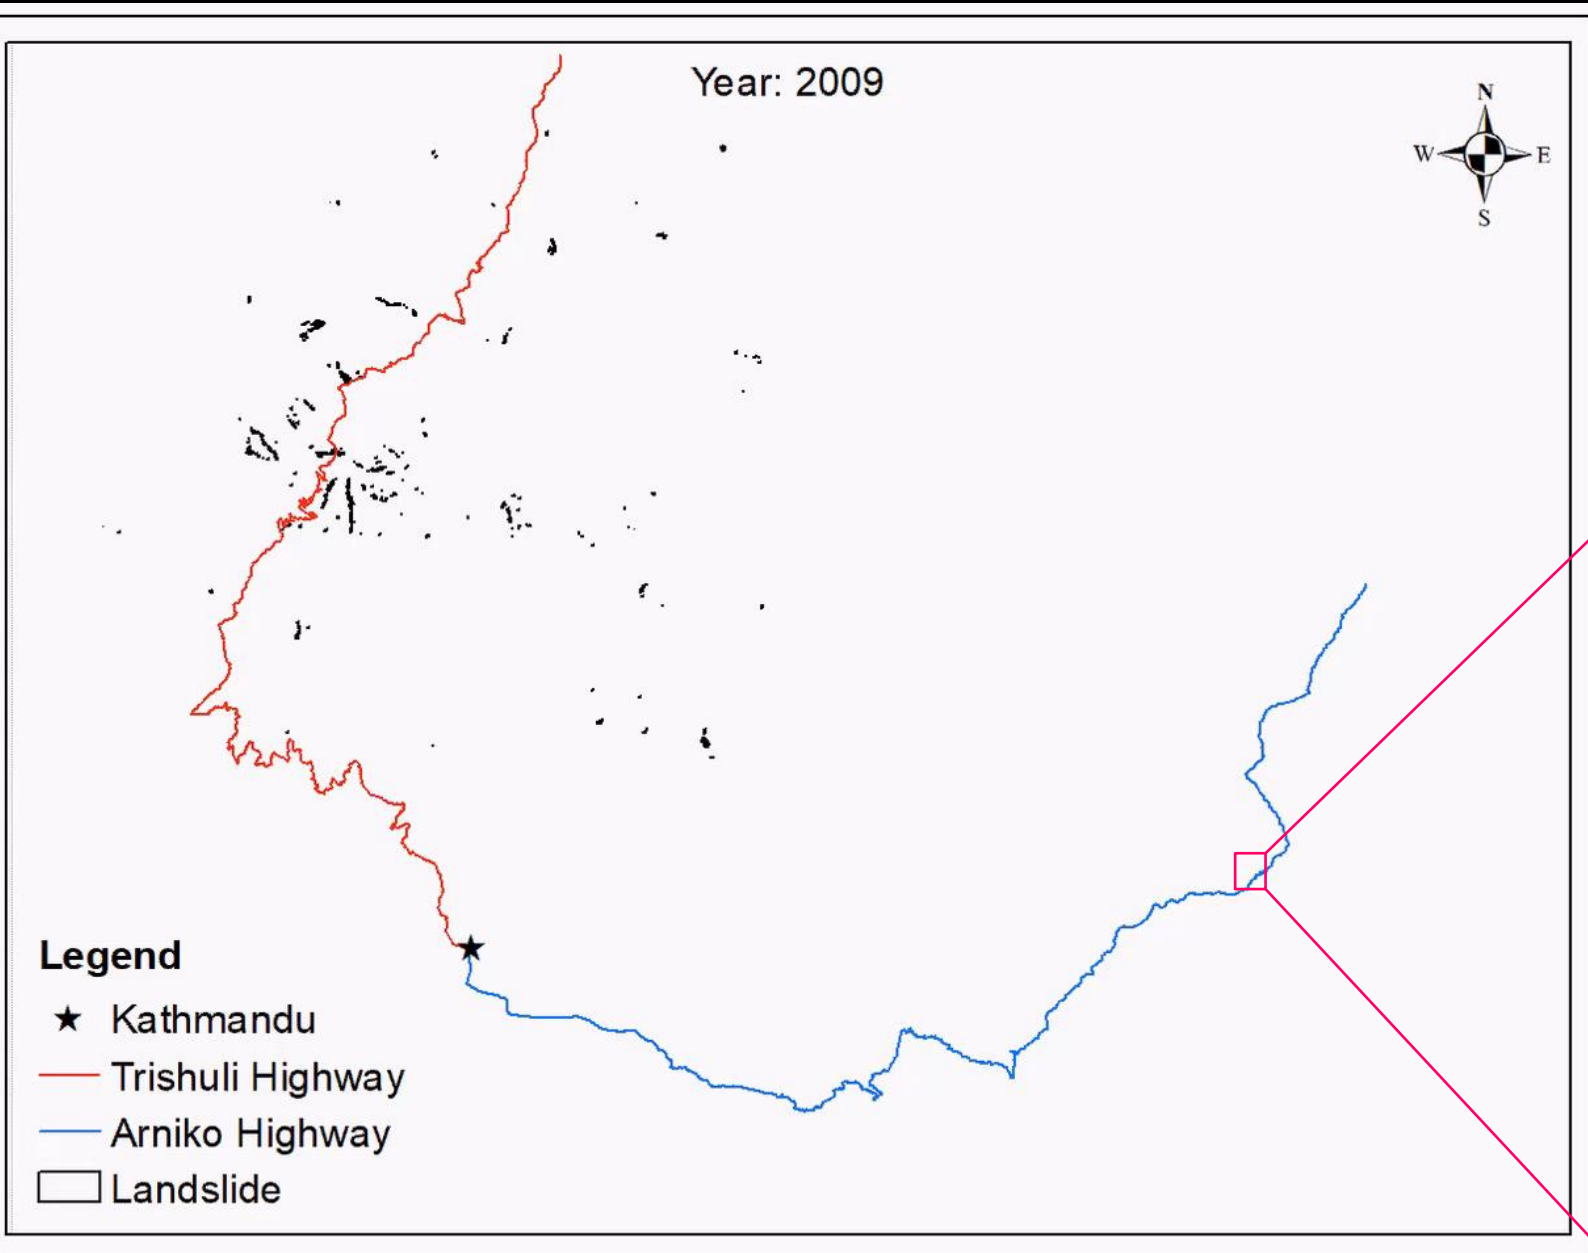 Year: 2009
N
W E
S
Legend
Kathmandu
Trishuli Highway
Arniko Highway
Landslide